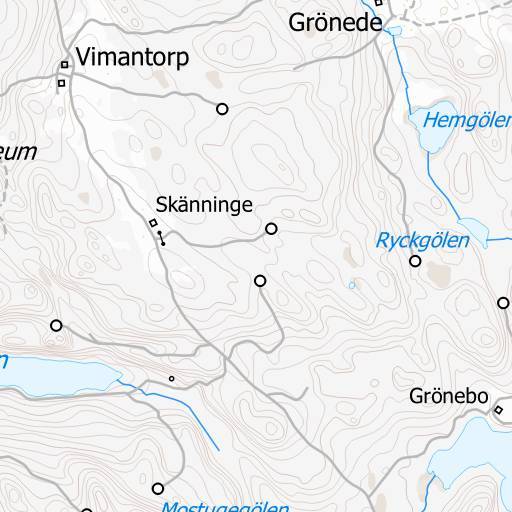 Grönede
Vimantorp
Hemgölen
eum
Skänninge
Ryckgölen
n
Grönebo
Mostugegölen